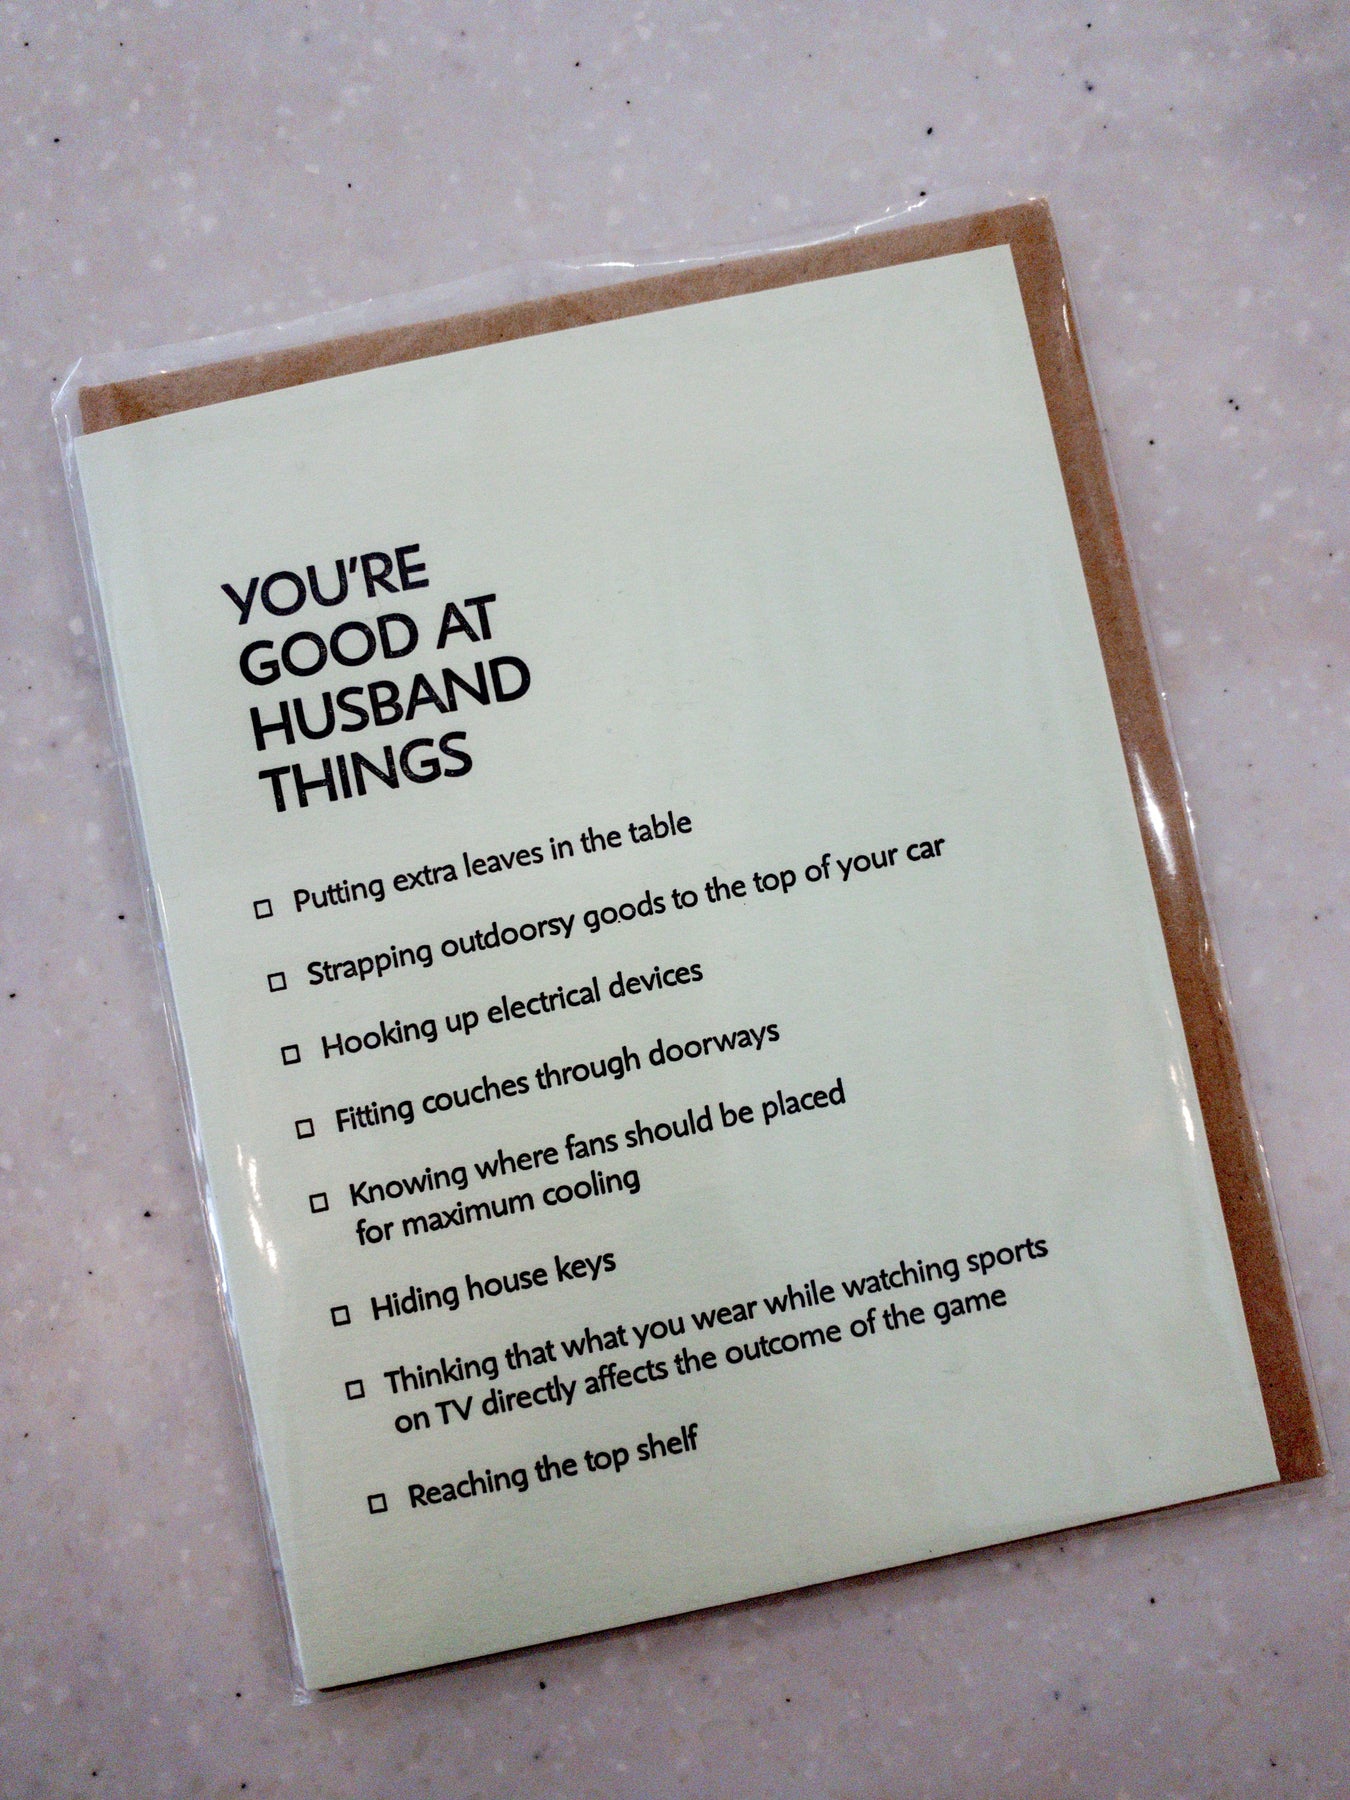 YOU'RE
GOOD AT
HUSBAND
THINGS
Putting extra leaves in the table
Strapping outdoorsy goods to the top of your car
Hooking up electrical devices
Fitting couches through doorways
Knowing where fans should be placed
for maximum cooling
Hiding house keys
Thinking that what you wear while watching sports
on TV directly affects the outcome of the game
Reaching the top shelf